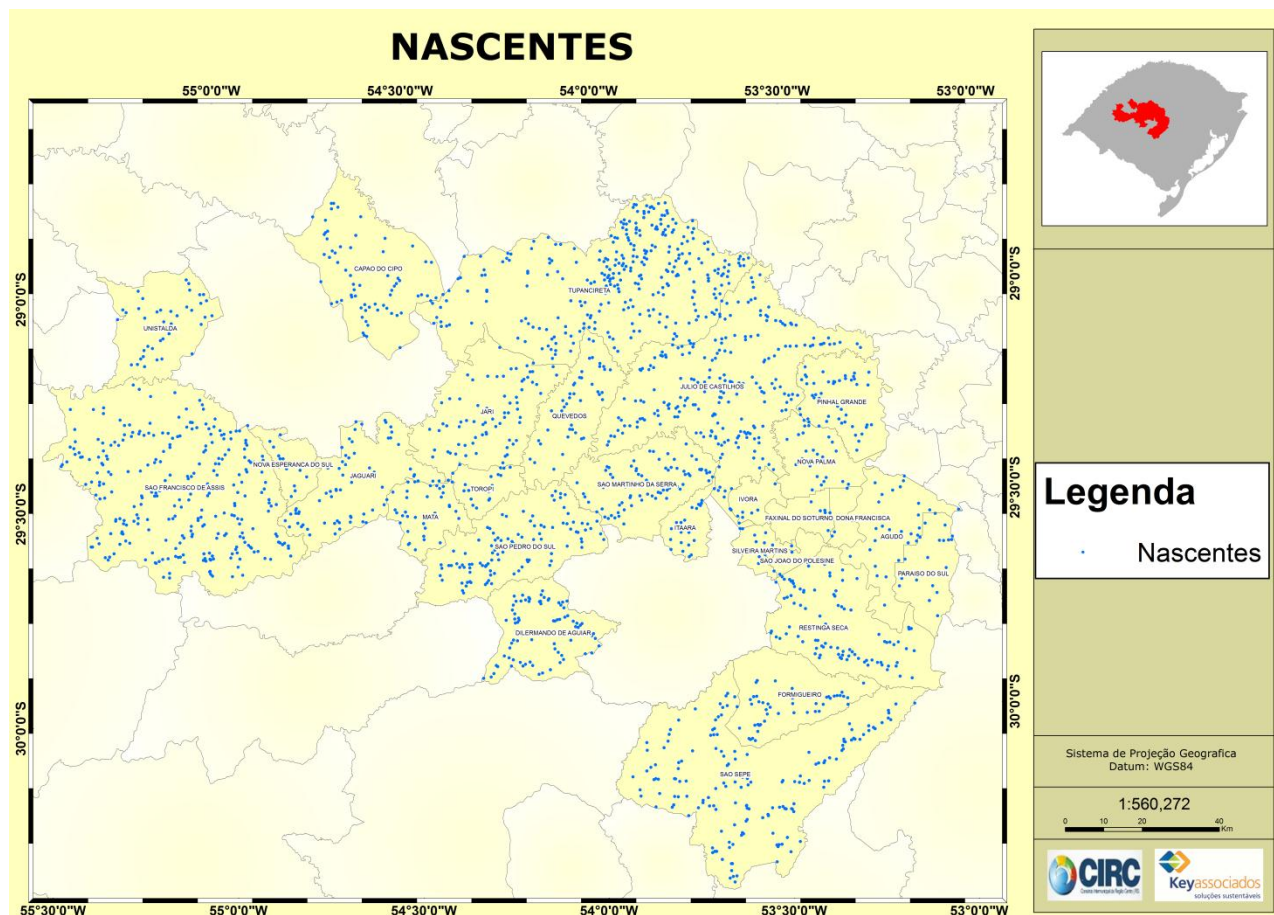 NASCENTES
55°0'0"W
54°30'0"W
54°0'0"W
53°30'0"W
53°0'0"W
29°0'0"S
29°0'0"S
29°30'0"S
29°30'0"S
30°0'0"S
30°0'0"S
CAPAO DO CIPO
TUPANCIRETA
UNISTALDA
JULIO DE CASTILHOS
PINHAL GRANDE
JARI
QUEVEDOS
NOVA ESPERANCA DO SUL
NOVA PALMA
JAGUARI
SAO FRANCISCO DE ASSIS
TOROPI
SAO MARTINHO DA SERRA
IVORA
MATA
FAXINAL DO SOTURNO
DONA FRANCISCA
ITAARA
AGUDO
SAO PEDRO DO SUL
SILVEIRA MARTINS
SAO JOAO DO POLESINE
PARAISO DO SUL
RESTINGA SECA
DILERMANDO DE AGUIAR
FORMIGUEIRO
SAO SEPE
55°30'0"W
55°0'0"W
54°30'0"W
54°0'0"W
53°30'0"W
53°0'0"W
Legenda
Nascentes
Sistema de Projeção Geografica
Datum: WGS84
1:560,272
0 10 20 40
Km
CIRC
Keyassociados
soluções sustentáveis